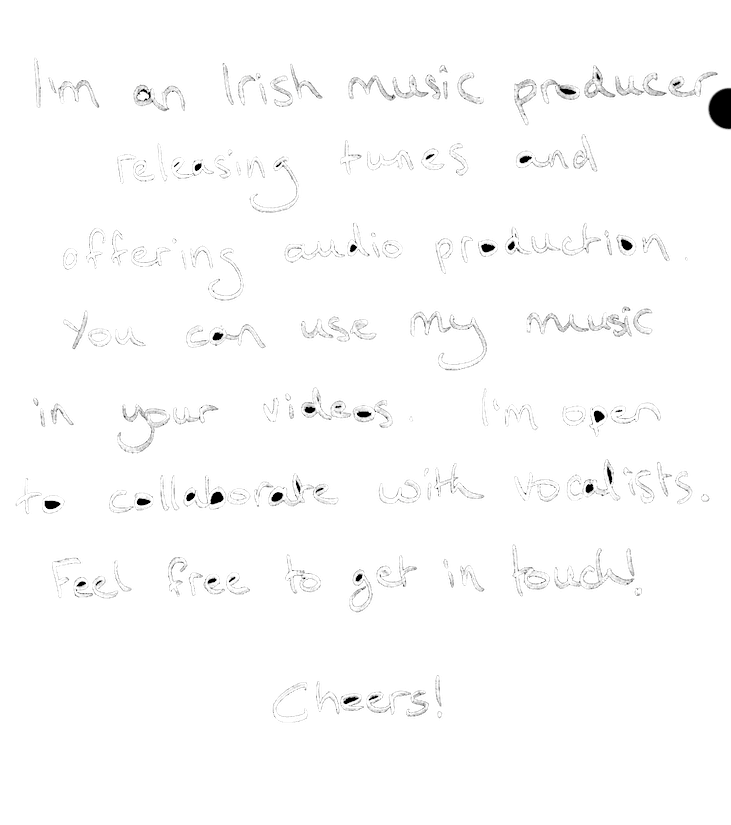 I'm an Irish music producer
releasing tunes and
offering audio production.
You can use my music
in your videos. I'm open
to collaborate with vocalists.
Feel free to get in touch!
Cheers!